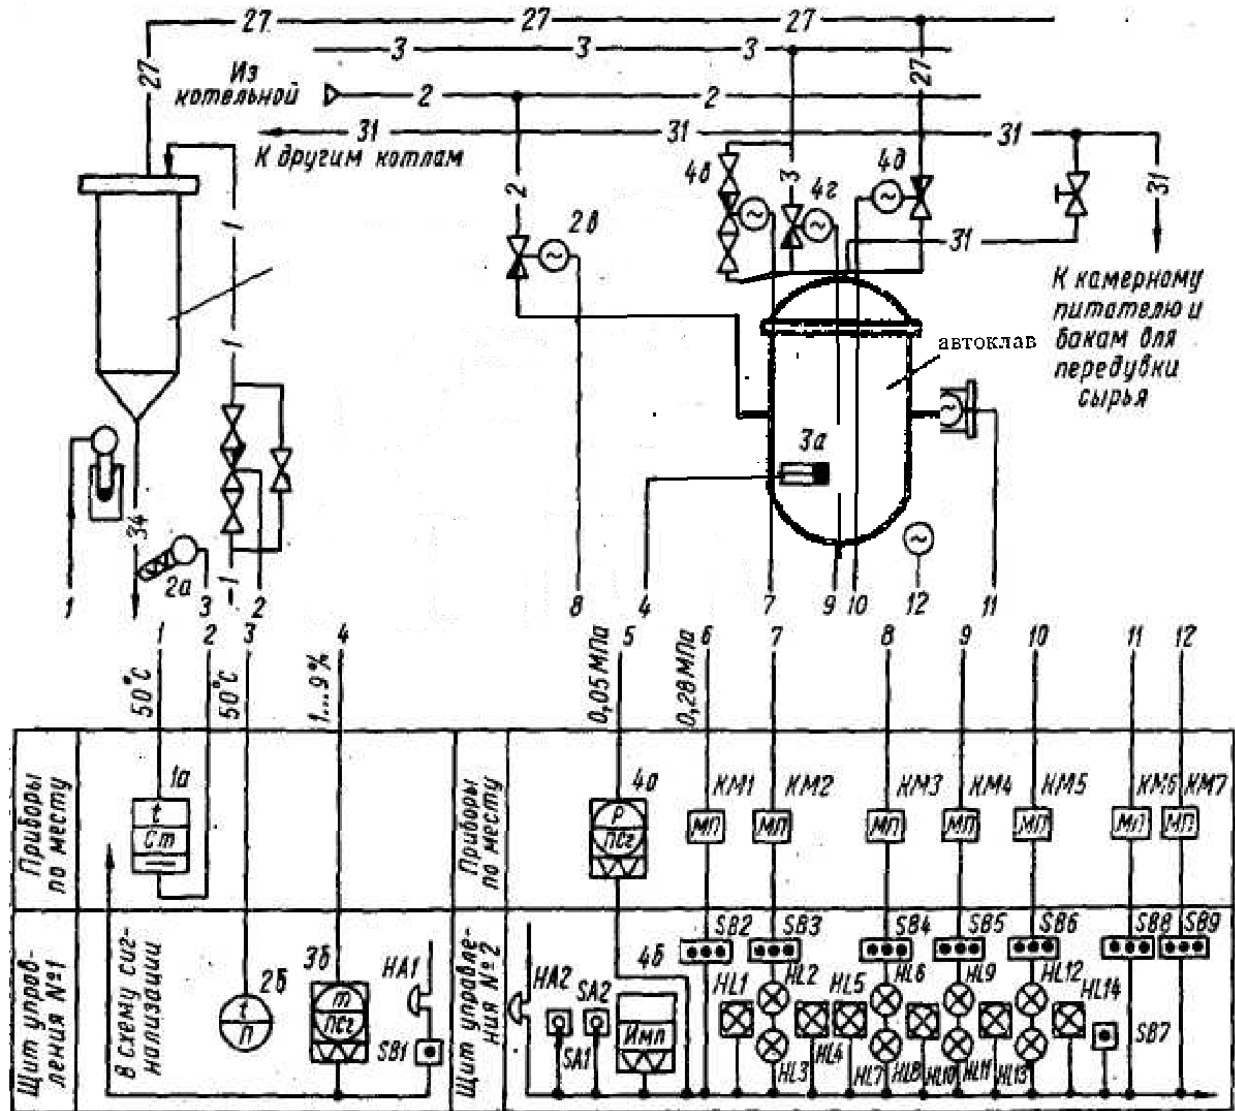 27 27 27
3 3 3
Из
котельной
2 2
27
27
31 31 31
К другим котлам
4в
3
4г
4д
2
1
2в
31
31
К камерному
питателю и
бакам для
передувки
сырья
автоклав
1
3а
34
2а
1
1 3 2 8 4 7 9 10 12 11
1 2 3 4 5 6 7 8 9 10 11 12
50°С
50°С
1...9%
0,05 МПа
0,28 МПа
Приборы
по месту
1а
t
Ст
Приборы
по месту
4а
Р
ПСг
КМ1 КМ2 КМ3 КМ4 КМ5 КМ6 КМ7
МП МП МП МП МП МП МП
Щит управ-
ления №1
В схему сиг-
нализации
2б
t
П
3б
m
ПСг
НА1
SB1
Щит управле-
ния №2
НА2
SA2
SA1
4б
Имп
SB2 SB3 SB4 SB5 SB6 SB8 SB9
HL1 HL2 HL5 HL6 HL9 HL12 HL14
SB7
HL3 HL4 HL7 HL8 HL10 HL11 HL13